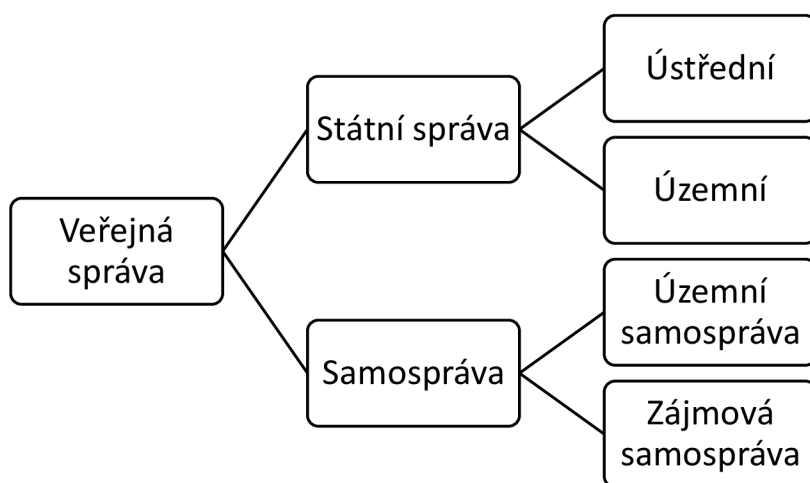 Veřejná
správa
Státní správa
Samospráva
Ústřední
Územní
Územní
samospráva
Zájmová
samospráva